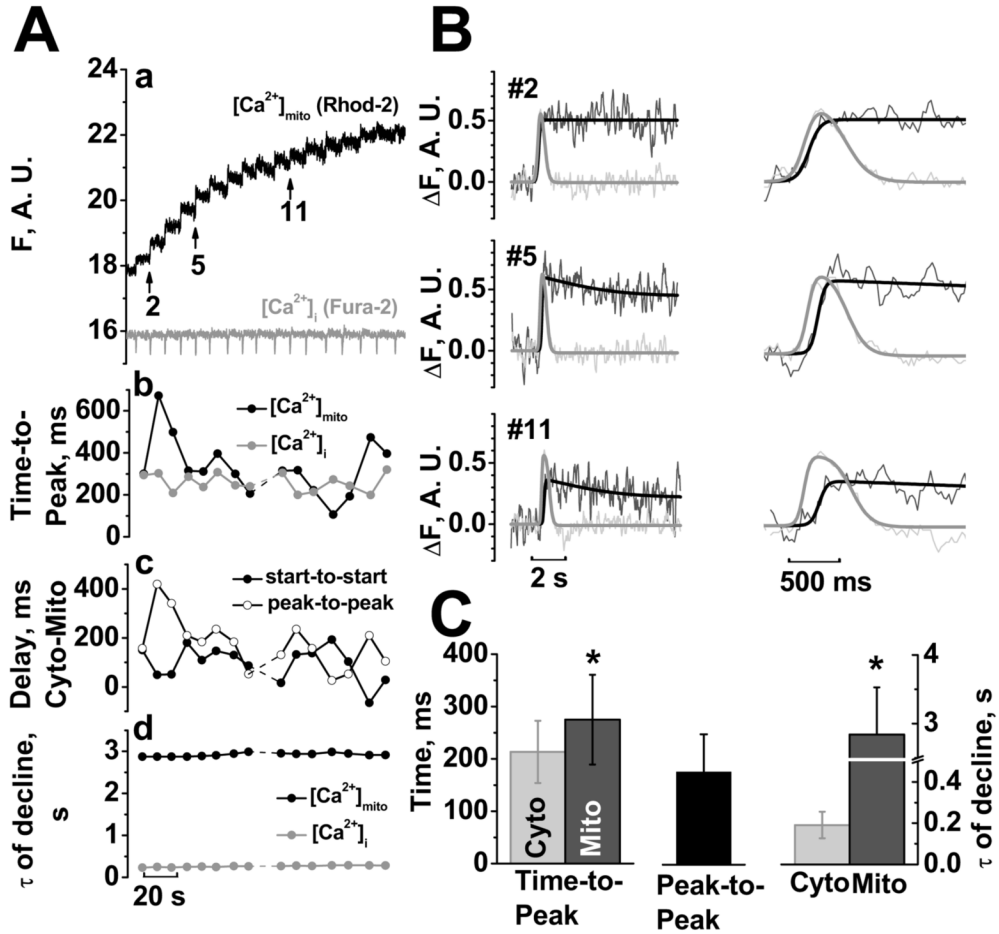 A
a
F, A. U.
24
22
20
18
16
[Ca²⁺]mito (Rhod-2)
2
5
11
[Ca²⁺]i (Fura-2)
b
Time-to-
Peak, ms
600
400
200
0
[Ca²⁺]mito
[Ca²⁺]i
c
Delay, ms
Cyto-Mito
400
200
0
start-to-start
peak-to-peak
d
τ of decline,
s
3
2
1
0
[Ca²⁺]mito
[Ca²⁺]i
20 s
B
#2
ΔF, A. U.
0.5
0.0
#5
ΔF, A. U.
0.5
0.0
#11
ΔF, A. U.
0.5
0.0
2 s
500 ms
C
Time, ms
400
300
200
100
0
Cyto
*
Mito
Time-to-
Peak
Peak-to-
Peak
*
Cyto
Mito
4
3
0.4
0.2
0.0
τ of decline, s